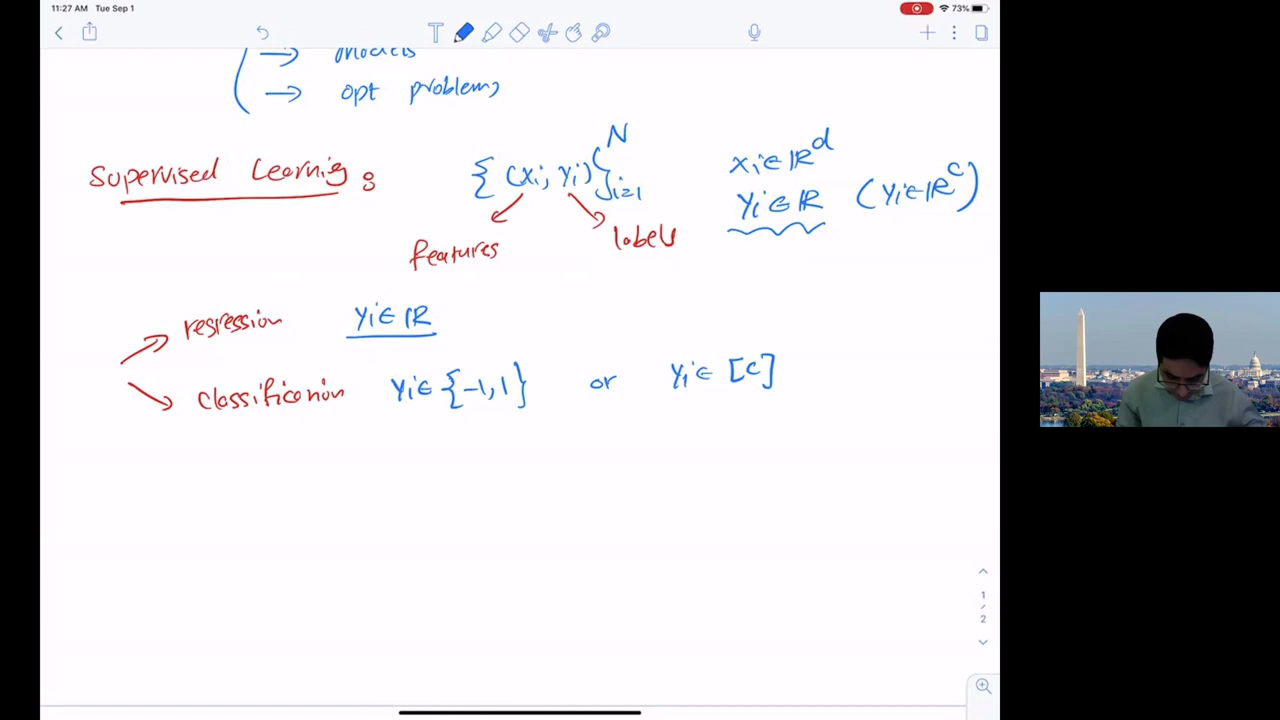 11:27 AM Tue Sep 1
73%
→ models
→ opt problems
Supervised Learning : {(xi, yi)}ᵢ₌₁ᴺ xi∈ℝᵈ
yi∈ℝ (yi∈ℝᶜ)
features labels
regression yi∈ℝ
classification yi∈{-1,1} or yi∈[C]
1
/
2